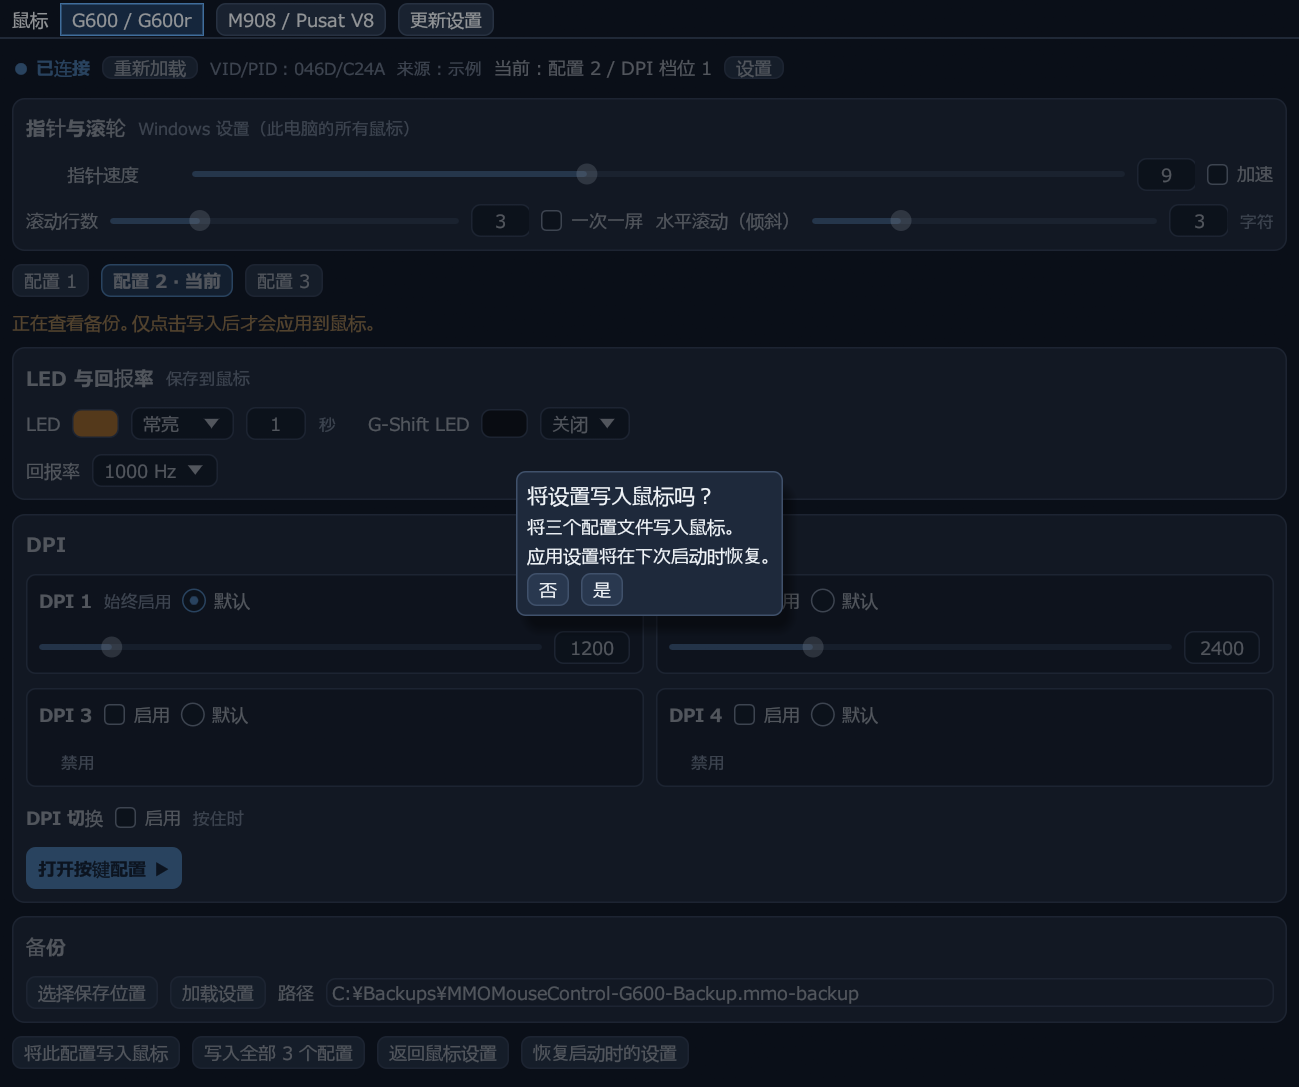 鼠标 G600 / G600r M908 / Pusat V8 更新设置
已连接 重新加载 VID/PID：046D/C24A 来源：示例 当前：配置 2 / DPI 档位 1 设置
指针与滚轮 Windows 设置（此电脑的所有鼠标）
指针速度 9 加速
滚动行数 3 一次一屏 水平滚动（倾斜） 3 字符
配置 1 配置 2 · 当前 配置 3
正在查看备份。仅点击写入后才会应用到鼠标。
LED 与回报率 保存到鼠标
LED 常亮 1 秒 G-Shift LED 关闭
回报率 1000 Hz
将设置写入鼠标吗？
将三个配置文件写入鼠标。
应用设置将在下次启动时恢复。
否 是
DPI
DPI 1 始终启用 默认 用 默认
1200 2400
DPI 3 启用 默认 DPI 4 启用 默认
禁用 禁用
DPI 切换 启用 按住时
打开按键配置 ▶
备份
选择保存位置 加载设置 路径 C:¥Backups¥MMOMouseControl-G600-Backup.mmo-backup
将此配置写入鼠标 写入全部 3 个配置 返回鼠标设置 恢复启动时的设置